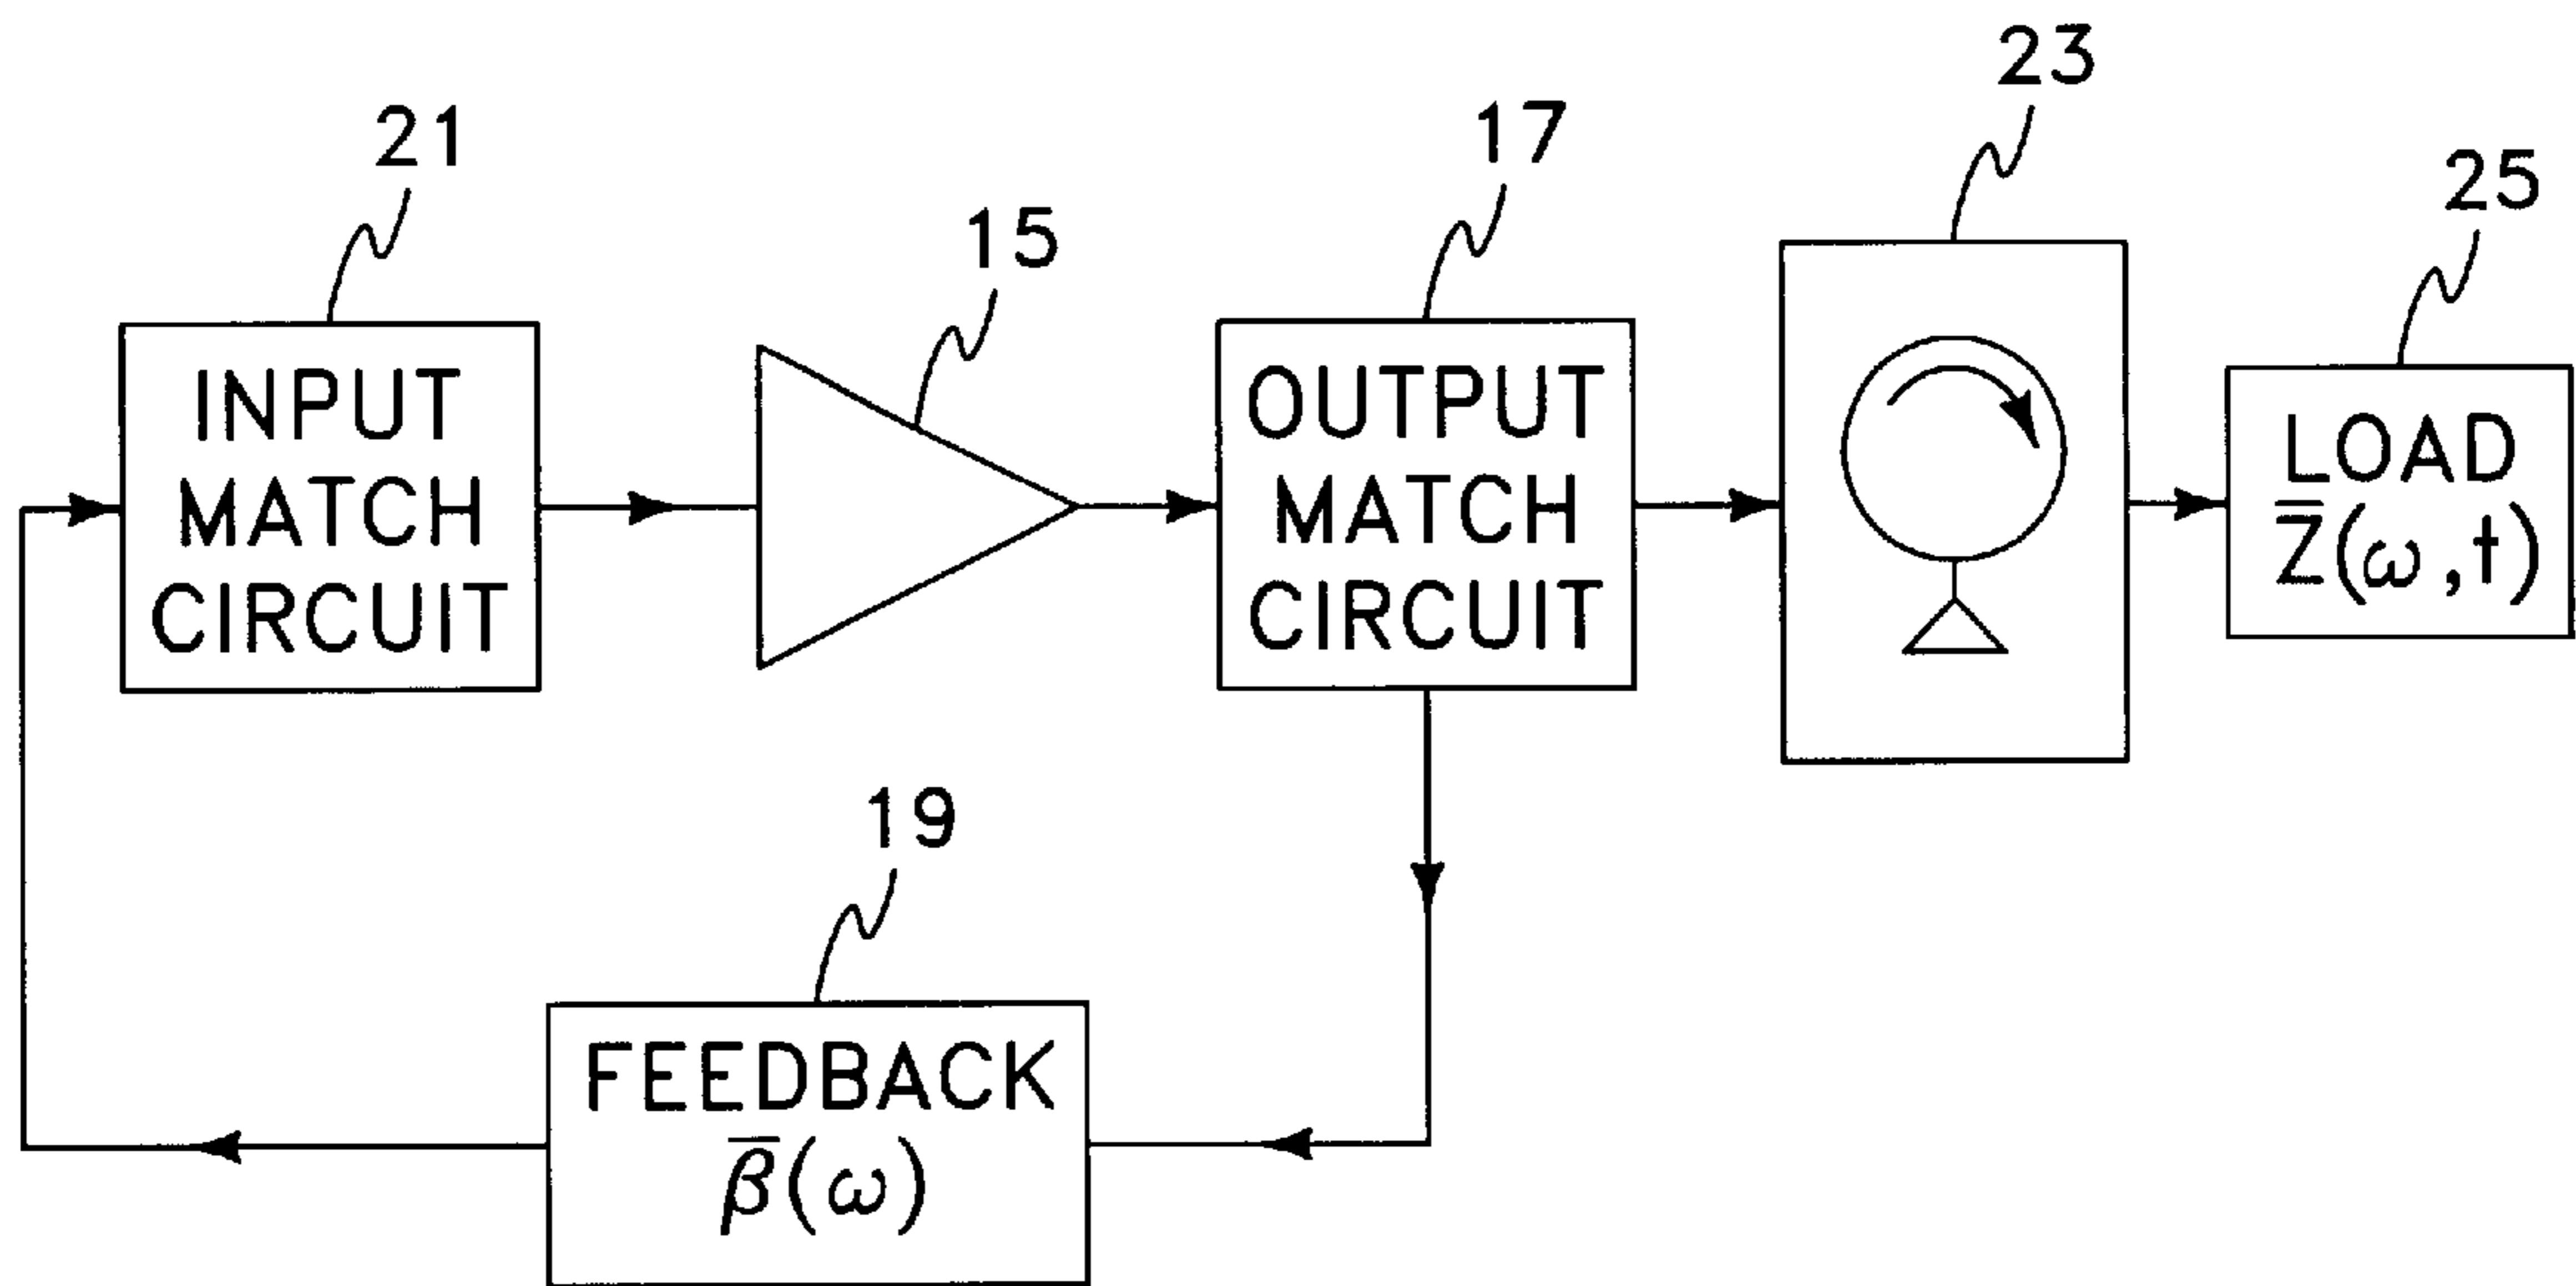 23
21
17
25
15
INPUT
MATCH
CIRCUIT
OUTPUT
MATCH
CIRCUIT
LOAD
Z̅(ω,t)
19
FEEDBACK
β̅(ω)